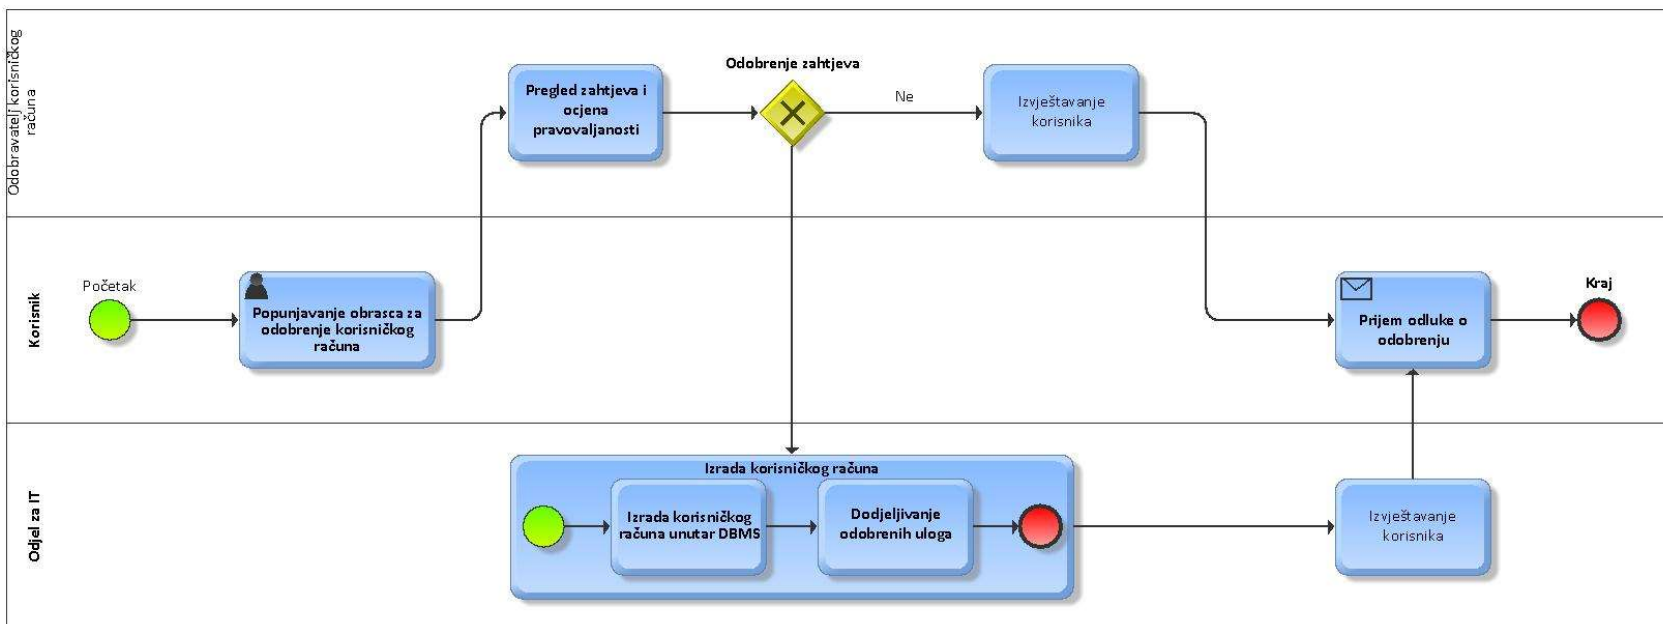 Odobravatelj korisničkog
računa
Pregled zahtjeva i
ocjena
pravovaljanosti
Odobrenje zahtjeva
Ne
Izvještavanje
korisnika
Korisnik
Početak
Popunjavanje obrasca za
odobrenje korisničkog
računa
Prijem odluke o
odobrenju
Kraj
Odjel za IT
Izrada korisničkog računa
Izrada korisničkog
računa unutar DBMS
Dodjeljivanje
odobrenih uloga
Izvještavanje
korisnika